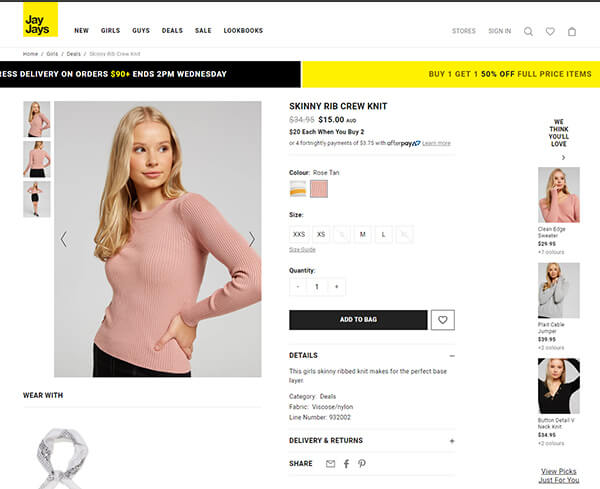 Jay
Jays
NEW GIRLS GUYS DEALS SALE LOOKBOOKS
STORES SIGN IN
Home / Girls / Deals / Skinny Rib Crew Knit
RESS DELIVERY ON ORDERS $90+ ENDS 2PM WEDNESDAY
BUY 1 GET 1 50% OFF FULL PRICE ITEMS
SKINNY RIB CREW KNIT
$34.95 $15.00 AUD
$20 Each When You Buy 2
or 4 fortnightly payments of $3.75 with afterpay Learn more
Colour: Rose Tan
Size:
XXS XS S M L XL
Size Guide
Quantity:
- 1 +
ADD TO BAG
DETAILS
This girls skinny ribbed knit makes for the perfect base
layer.
Category: Deals
Fabric: Viscose/nylon
Line Number: 932002
DELIVERY & RETURNS
SHARE
WEAR WITH
WE
THINK
YOU'LL
LOVE
Clean Edge
Sweater
$29.95
+7 colours
Plait Cable
Jumper
$39.95
+2 colours
Button Detail V
Neck Knit
$34.95
+2 colours
View Picks
Just For You